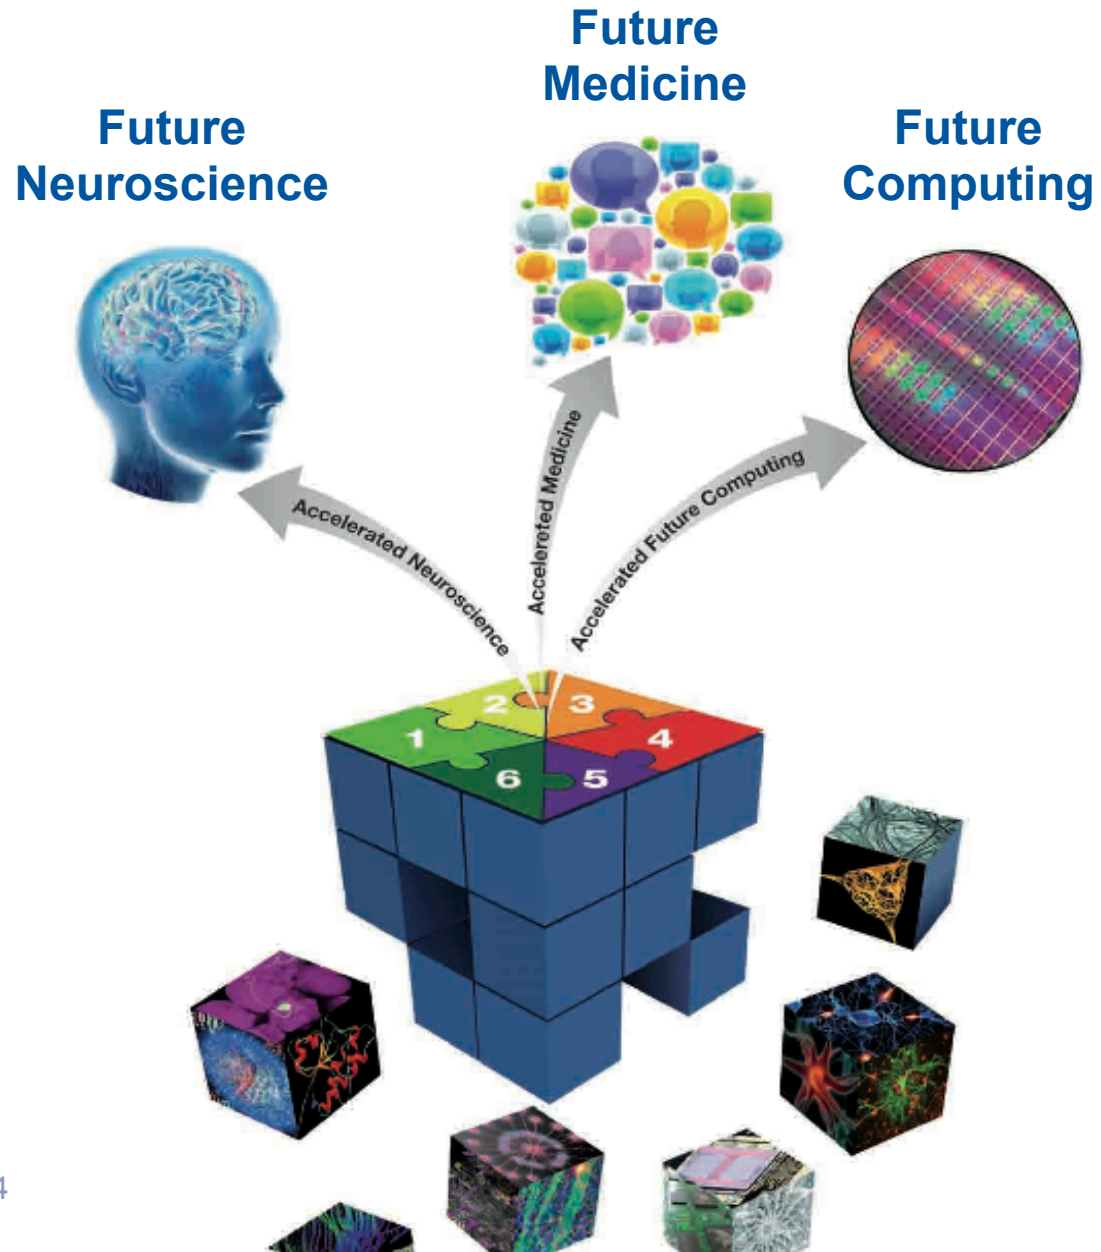 Future
Medicine
Future
Neuroscience
Future
Computing
Accelerated Neuroscience
Accelereted Medicine
Accelerated Future Computing
2
3
1
4
6
5
4